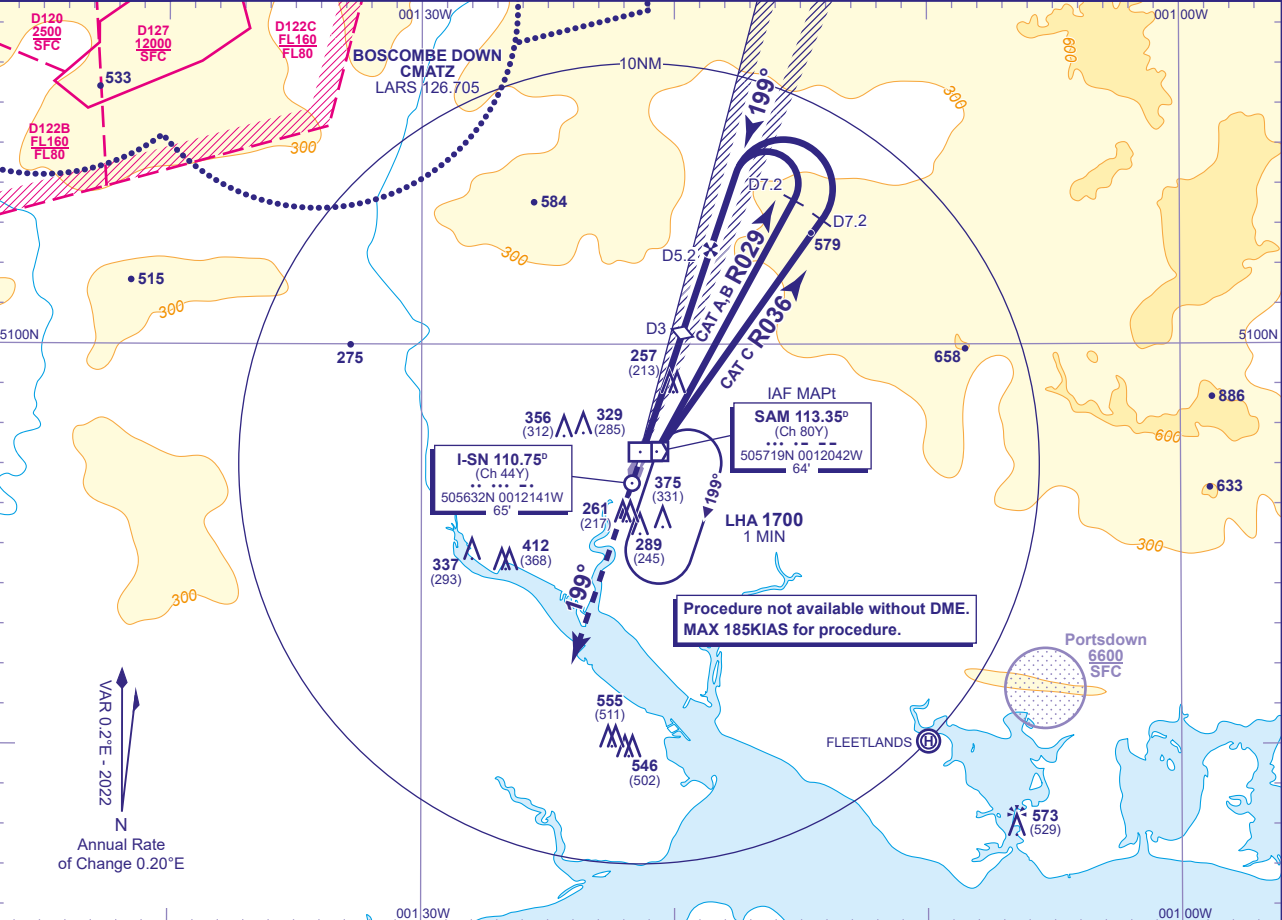 001:30W
001:00W
D120
2500
SFC
D127
12000
SFC
D122C
FL160
FL80
BOSCOMBE DOWN
CMATZ
LARS 126.705
10NM
600
533
199°
300
D122B
FL160
FL80
300
D7.2
584
D7.2
579
D5.2
300
R029
CAT A,B
515
300
R036
CAT C
D3
5100N
5100N
275
257
(213)
658
IAF MAPt
886
356
(312)
329
(285)
SAM 113.35ᴰ
(Ch 80Y)
··· ·− −−
505719N 0012042W
64'
600
I-SN 110.75ᴰ
(Ch 44Y)
·· ··· −·
505632N 0012141W
65'
375
(331)
199°
633
261
(217)
LHA 1700
1 MIN
289
(245)
300
337
(293)
412
(368)
300
199°
Procedure not available without DME.
MAX 185KIAS for procedure.
Portsdown
6600
SFC
VAR 0.2°E - 2022
555
(511)
FLEETLANDS
H
546
(502)
N
Annual Rate
of Change 0.20°E
573
(529)
001:30W
001:00W